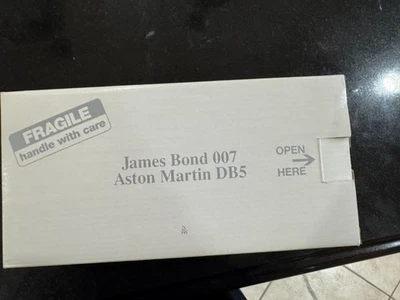 FRAGILE
handle with care
James Bond 007
Aston Martin DB5
OPEN
HERE